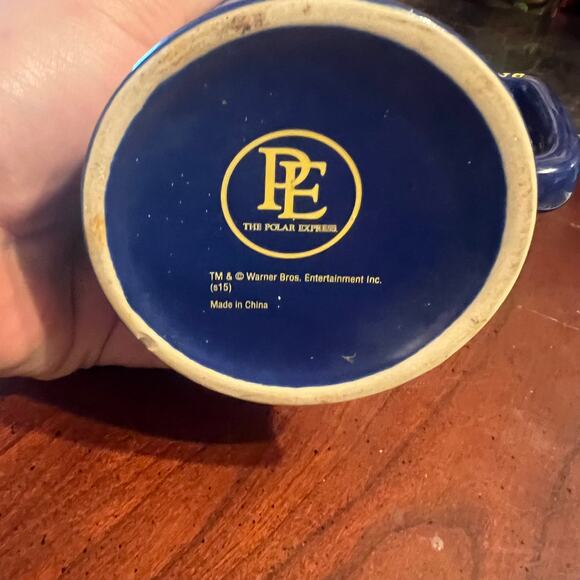 PE
THE POLAR EXPRESS
TM & © Warner Bros. Entertainment Inc.
(s15)
Made in China